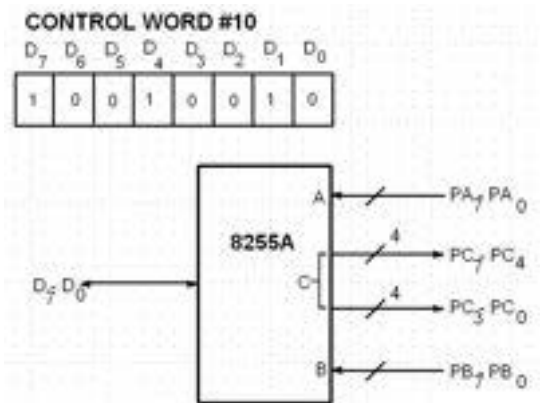 CONTROL WORD #10
D7 D6 D5 D4 D3 D2 D1 D0
1 0 0 1 0 0 1 0
A PA7, PA0
8255A
4 PC7, PC4
C
D7, D0
4 PC3, PC0
B PB7, PB0